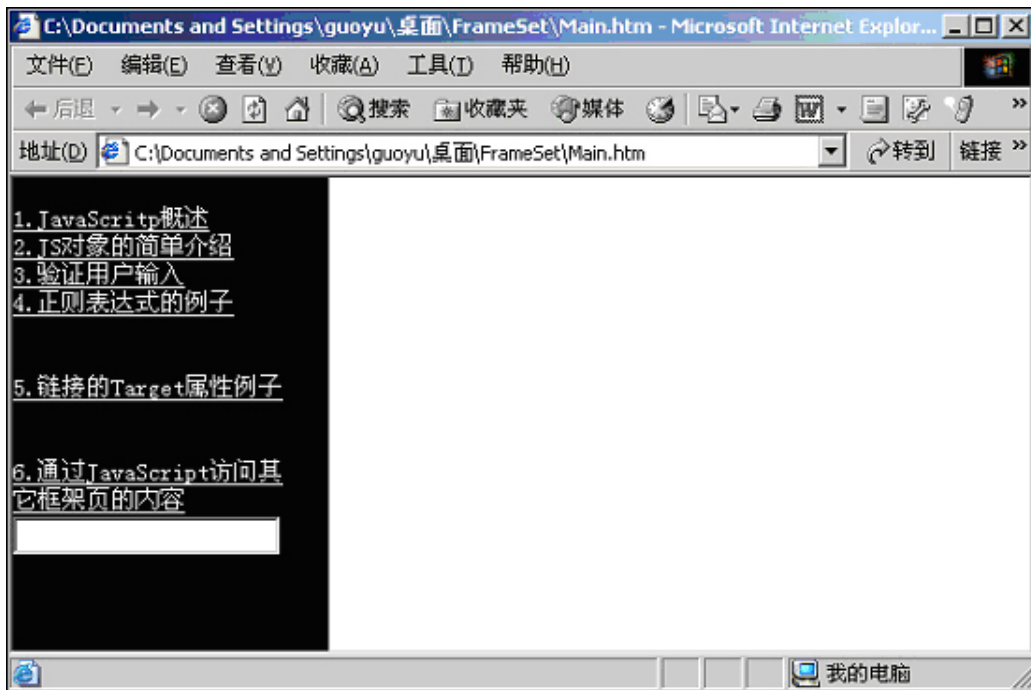 C:\Documents and Settings\guoyu\桌面\FrameSet\Main.htm - Microsoft Internet Explor...
文件(F) 编辑(E) 查看(V) 收藏(A) 工具(T) 帮助(H)
后退 搜索 收藏夹 媒体 »
地址(D) C:\Documents and Settings\guoyu\桌面\FrameSet\Main.htm 转到 链接 »
1.JavaScritp概述
2.JS对象的简单介绍
3.验证用户输入
4.正则表达式的例子
5.链接的Target属性例子
6.通过JavaScript访问其
它框架页的内容
我的电脑